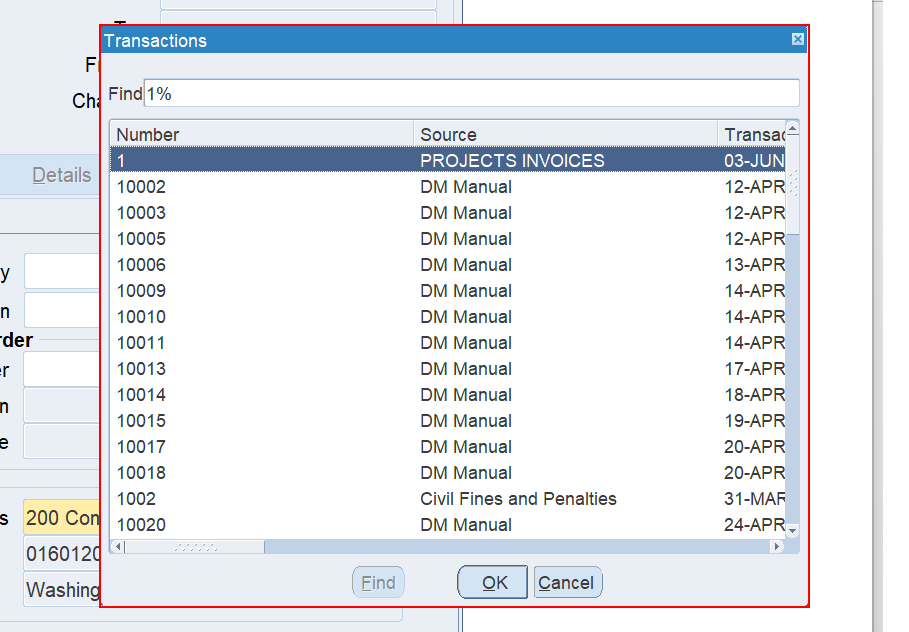 Transactions
Find 1%
Number Source Transac
1 PROJECTS INVOICES 03-JUN
10002 DM Manual 12-APR
10003 DM Manual 12-APR
10005 DM Manual 12-APR
10006 DM Manual 13-APR
10009 DM Manual 14-APR
10010 DM Manual 14-APR
10011 DM Manual 14-APR
10013 DM Manual 17-APR
10014 DM Manual 18-APR
10015 DM Manual 19-APR
10017 DM Manual 20-APR
10018 DM Manual 20-APR
1002 Civil Fines and Penalties 31-MAR
10020 DM Manual 24-APR
Find OK Cancel
Cha
Details
y
n
rder
er
n
e
s 200 Con
0160120
Washing